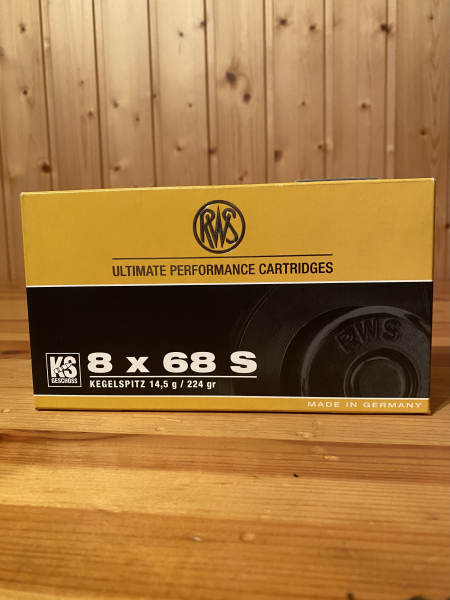 RWS
ULTIMATE PERFORMANCE CARTRIDGES
RWS
KS
GESCHOSS
8 x 68 S
KEGELSPITZ 14,5 g / 224 gr
MADE IN GERMANY